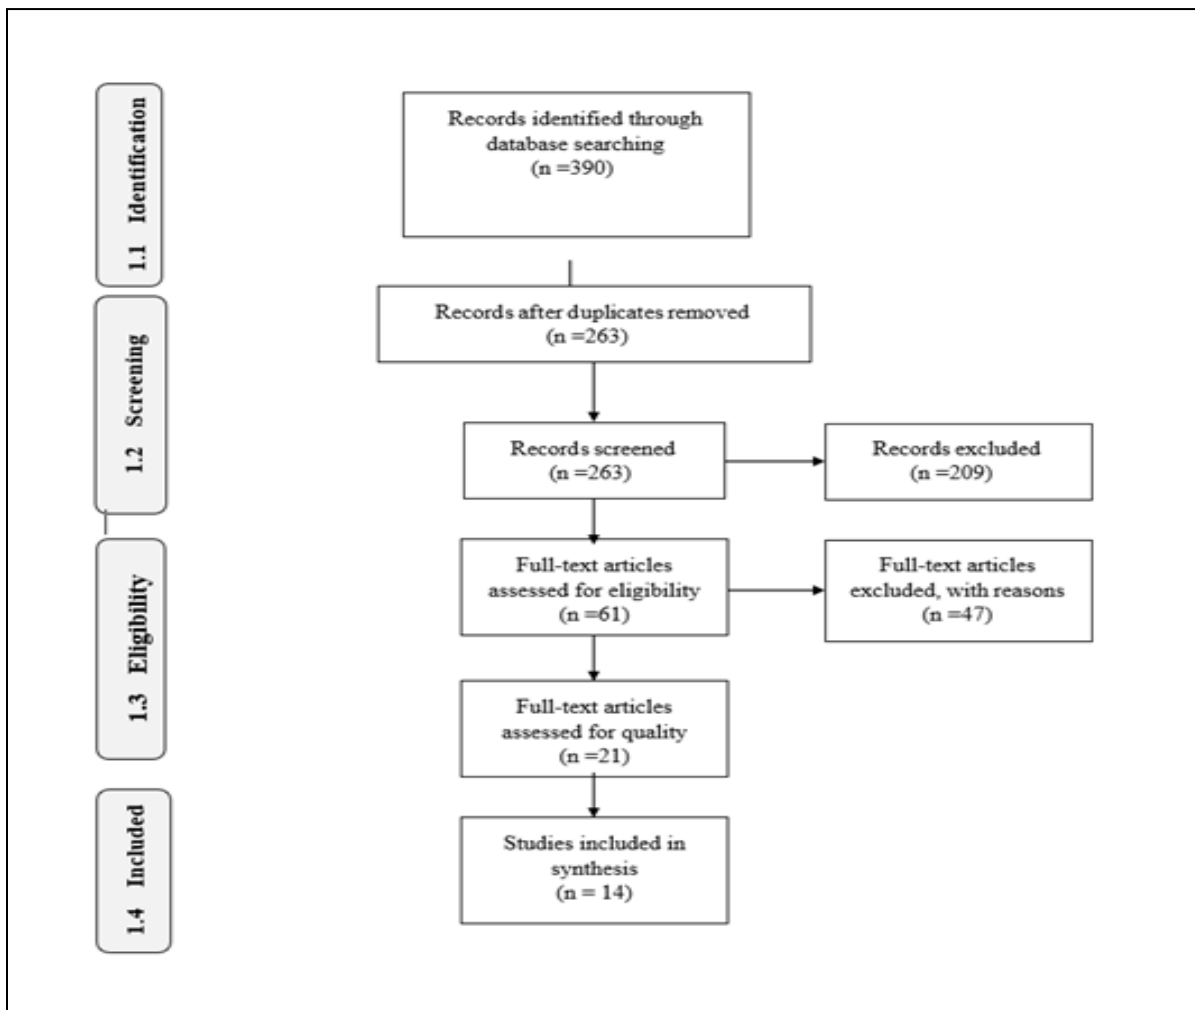 1.1 Identification
Records identified through
database searching
(n =390)
Records after duplicates removed
(n =263)
1.2 Screening
Records screened
(n =263)
Records excluded
(n =209)
1.3 Eligibility
Full-text articles
assessed for eligibility
(n =61)
Full-text articles
excluded, with reasons
(n =47)
Full-text articles
assessed for quality
(n =21)
1.4 Included
Studies included in
synthesis
(n = 14)